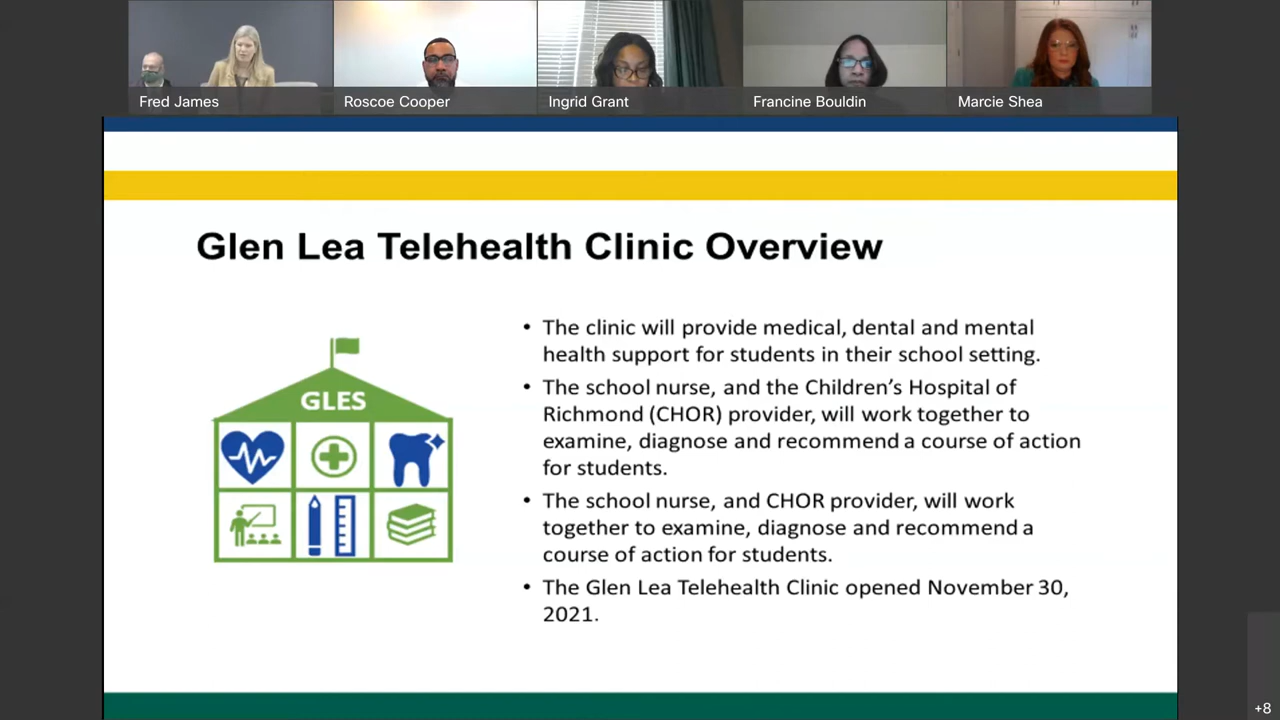 Fred James
Roscoe Cooper
Ingrid Grant
Francine Bouldin
Marcie Shea
Glen Lea Telehealth Clinic Overview
GLES
• The clinic will provide medical, dental and mental
health support for students in their school setting.
• The school nurse, and the Children’s Hospital of
Richmond (CHOR) provider, will work together to
examine, diagnose and recommend a course of action
for students.
• The school nurse, and CHOR provider, will work
together to examine, diagnose and recommend a
course of action for students.
• The Glen Lea Telehealth Clinic opened November 30,
2021.
+8